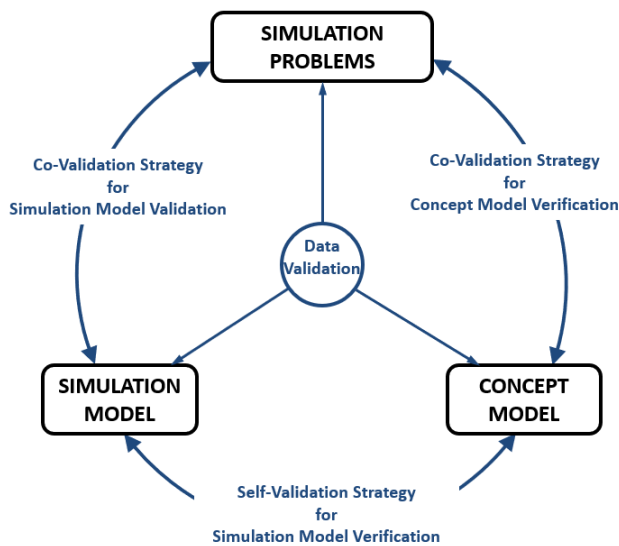 SIMULATION
PROBLEMS
Co-Validation Strategy
for
Simulation Model Validation
Co-Validation Strategy
for
Concept Model Verification
Data
Validation
SIMULATION
MODEL
CONCEPT
MODEL
Self-Validation Strategy
for
Simulation Model Verification